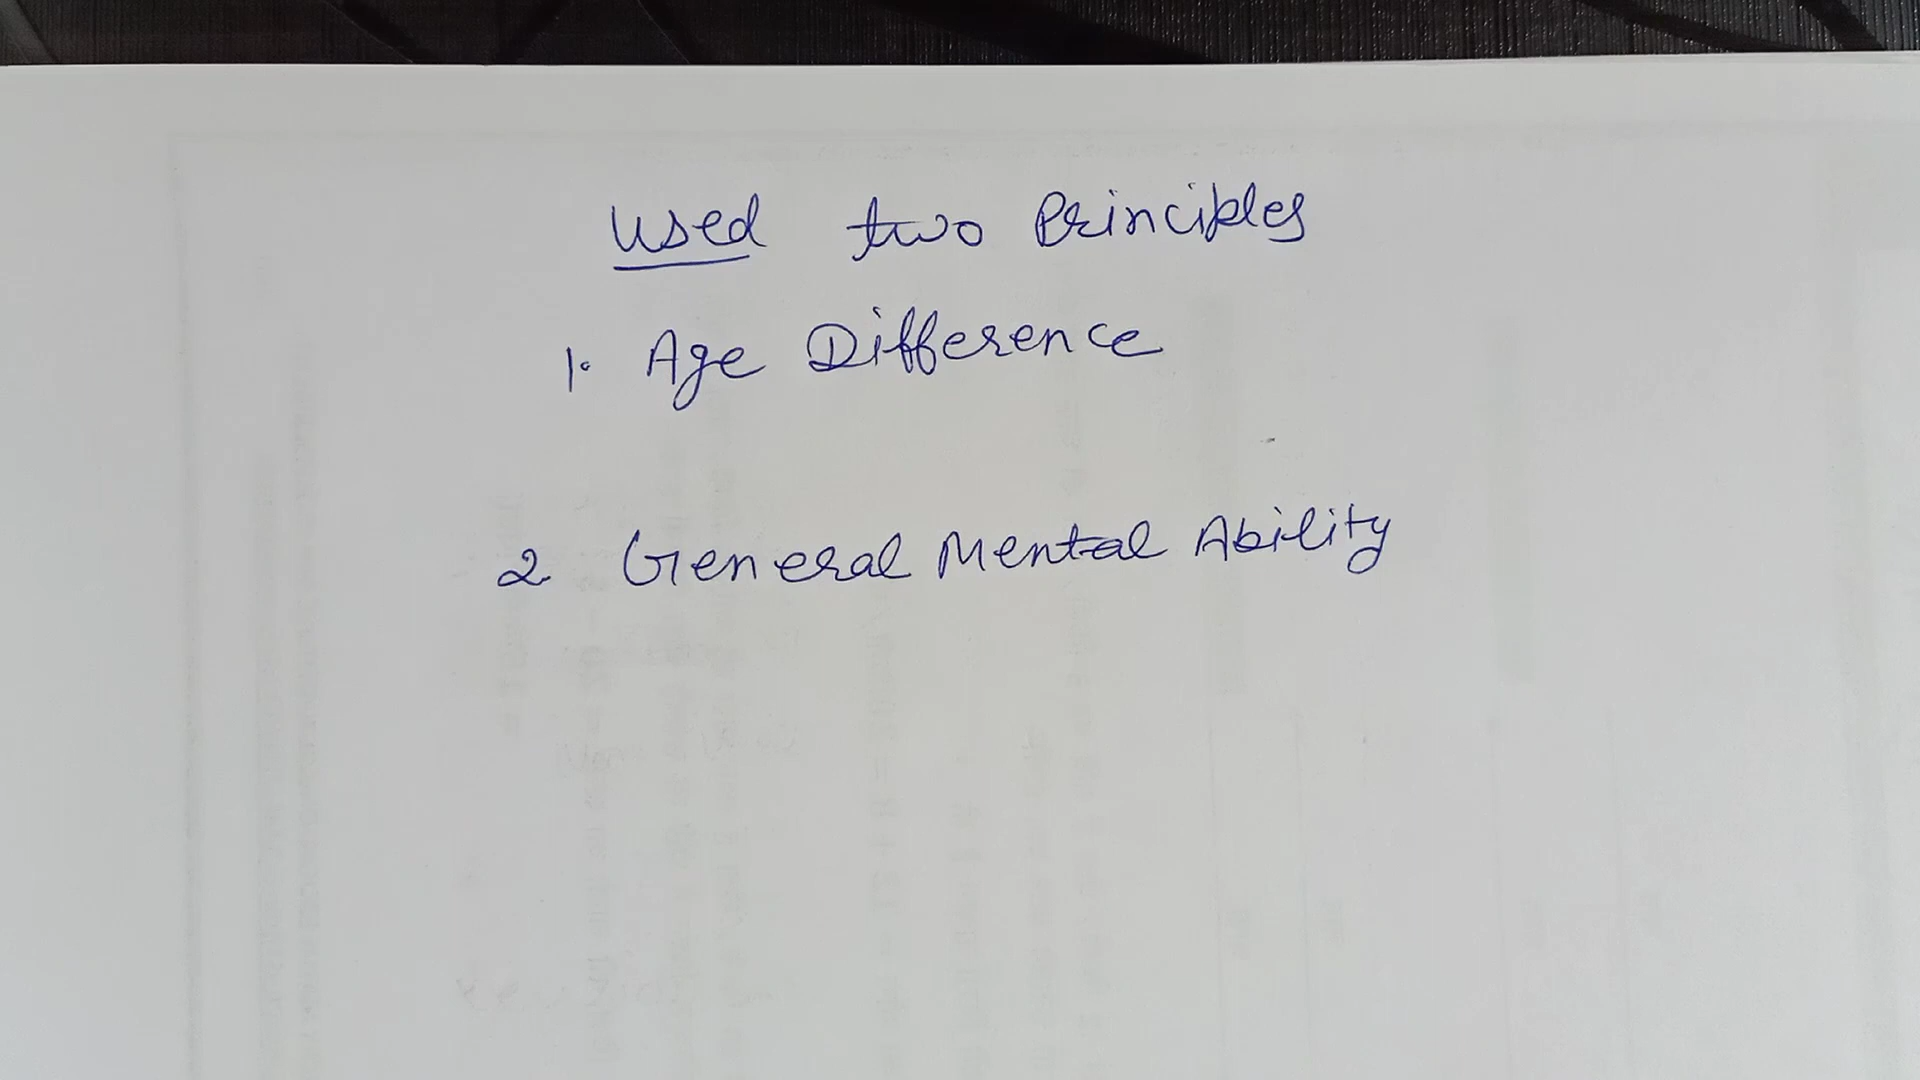 Used two Principles
1. Age Difference
2 General Mental Ability